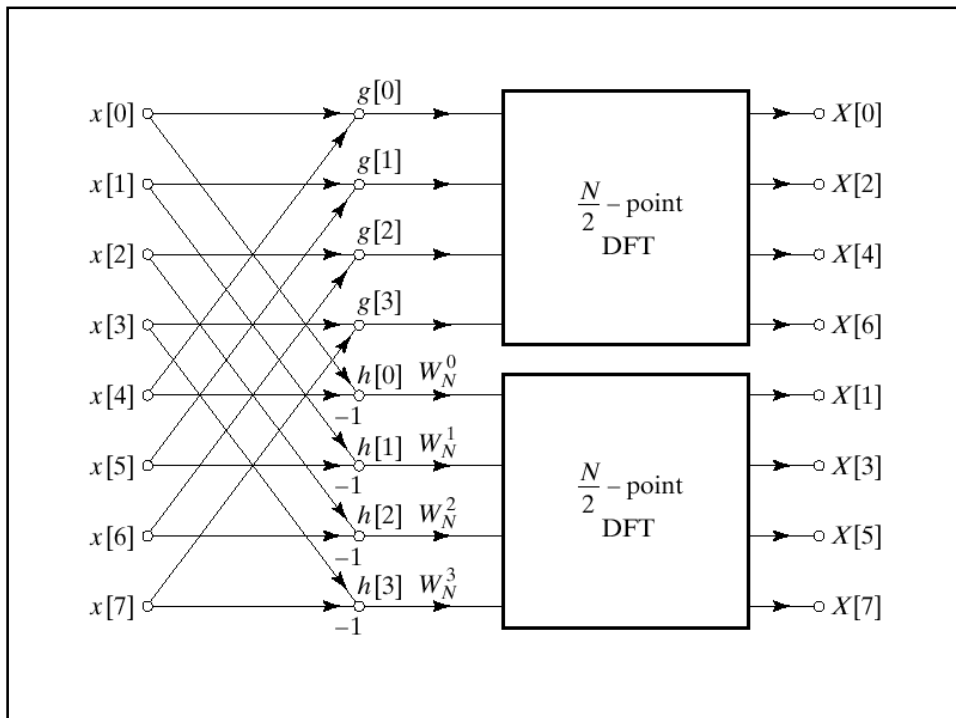 g[0]
x[0] X[0]
g[1]
x[1] X[2]
N/2 – point
DFT
g[2]
x[2] X[4]
g[3]
x[3] X[6]
h[0] W_N^0
x[4] X[1]
–1
h[1] W_N^1
x[5] X[3]
–1
N/2 – point
DFT
h[2] W_N^2
x[6] X[5]
–1
h[3] W_N^3
x[7] X[7]
–1